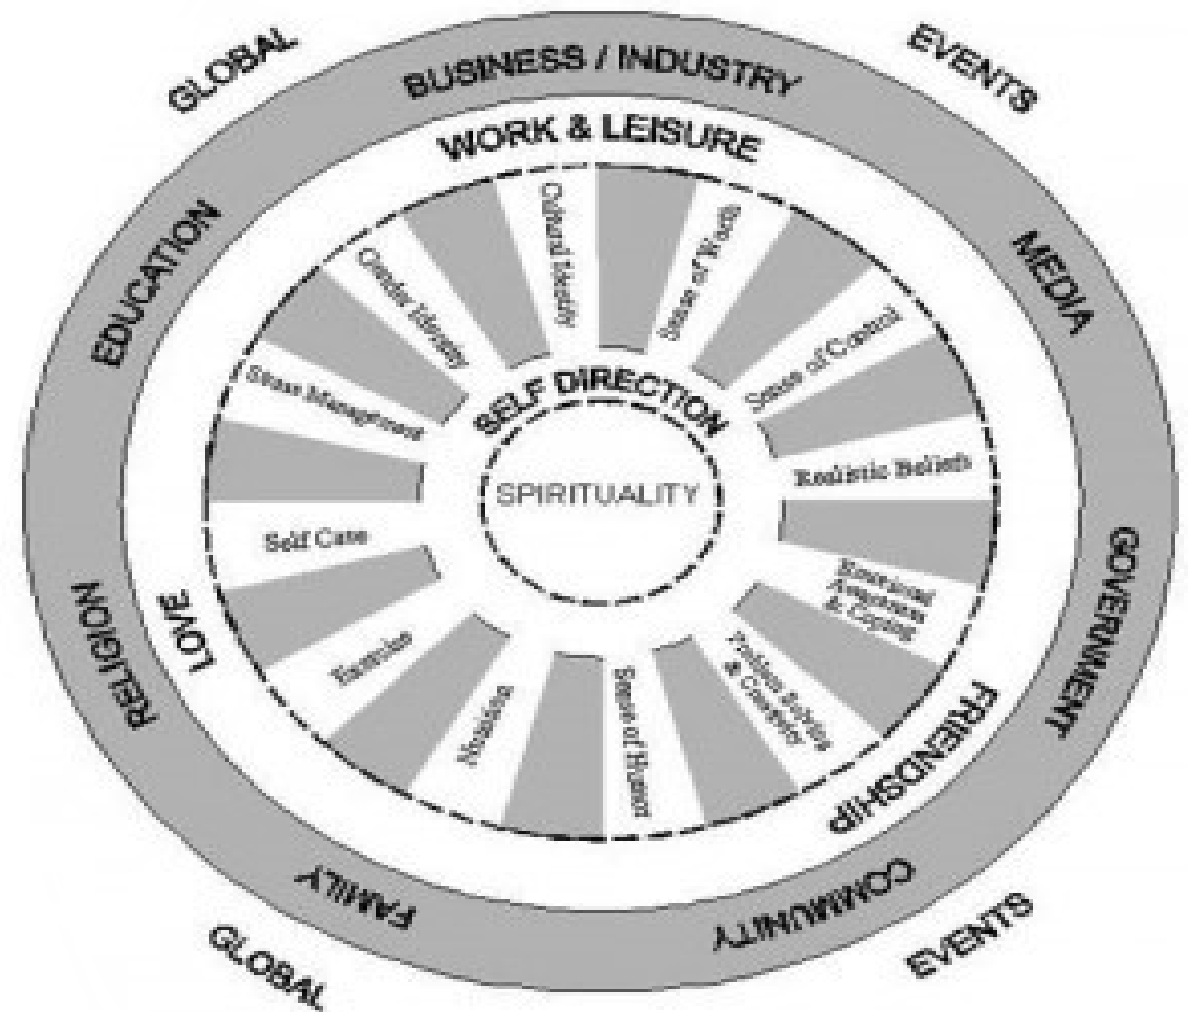 GLOBAL
EVENTS
BUSINESS / INDUSTRY
MEDIA
GOVERNMENT
COMMUNITY
FAMILY
RELIGION
EDUCATION
GLOBAL
EVENTS
WORK & LEISURE
FRIENDSHIP
LOVE
SELF DIRECTION
SPIRITUALITY
Sense of Worth
Sense of Control
Realistic Beliefs
Emotional
Awareness
& Coping
Problem Solving
& Creativity
Sense of Humor
Nutrition
Exercise
Self Care
Stress Management
Gender Identity
Cultural Identity